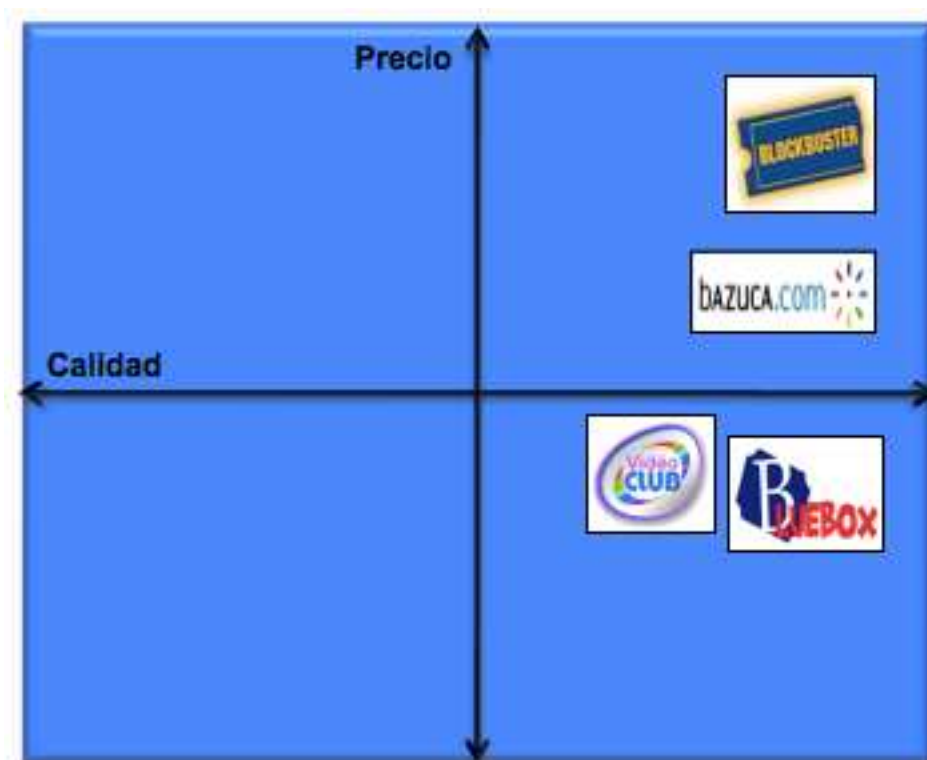 Precio
BLOCKBUSTER
bazuca.com
Calidad
Video
CLUB
BLUEBOX